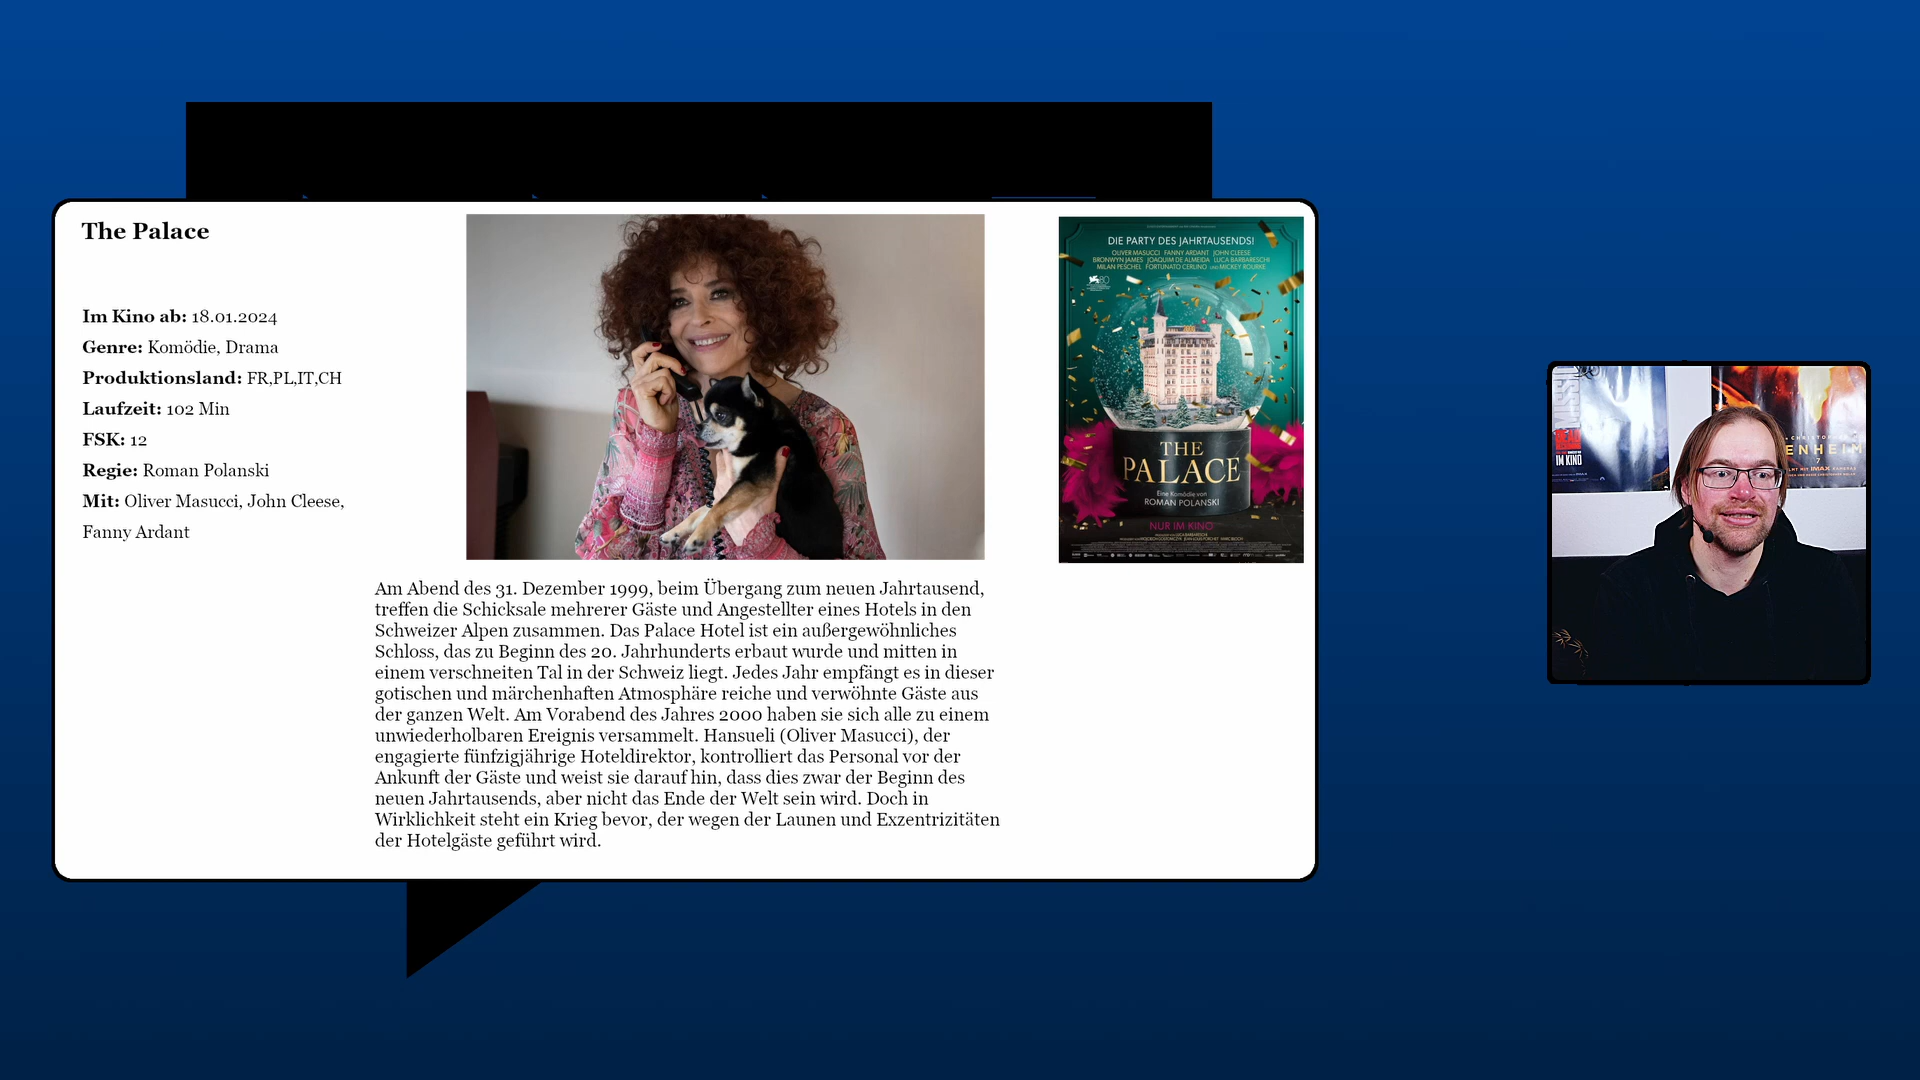 The Palace
Im Kino ab: 18.01.2024
Genre: Komödie, Drama
Produktionsland: FR,PL,IT,CH
Laufzeit: 102 Min
FSK: 12
Regie: Roman Polanski
Mit: Oliver Masucci, John Cleese,
Fanny Ardant
DIE PARTY DES JAHRTAUSENDS!
OLIVER MASUCCI FANNY ARDANT JOHN CLEESE
BRONWYN JAMES JOAQUIM DE ALMEIDA LUCA BARBARESCHI
MILAN PESCHEL FORTUNATO CERLINO UND MICKEY ROURKE
THE
PALACE
Eine Komödie von
ROMAN POLANSKI
NUR IM KINO
Am Abend des 31. Dezember 1999, beim Übergang zum neuen Jahrtausend,
treffen die Schicksale mehrerer Gäste und Angestellter eines Hotels in den
Schweizer Alpen zusammen. Das Palace Hotel ist ein außergewöhnliches
Schloss, das zu Beginn des 20. Jahrhunderts erbaut wurde und mitten in
einem verschneiten Tal in der Schweiz liegt. Jedes Jahr empfängt es in dieser
gotischen und märchenhaften Atmosphäre reiche und verwöhnte Gäste aus
der ganzen Welt. Am Vorabend des Jahres 2000 haben sie sich alle zu einem
unwiederholbaren Ereignis versammelt. Hansueli (Oliver Masucci), der
engagierte fünfzigjährige Hoteldirektor, kontrolliert das Personal vor der
Ankunft der Gäste und weist sie darauf hin, dass dies zwar der Beginn des
neuen Jahrtausends, aber nicht das Ende der Welt sein wird. Doch in
Wirklichkeit steht ein Krieg bevor, der wegen der Launen und Exzentrizitäten
der Hotelgäste geführt wird.
IM KINO
CHRISTOPH
ENHEIM